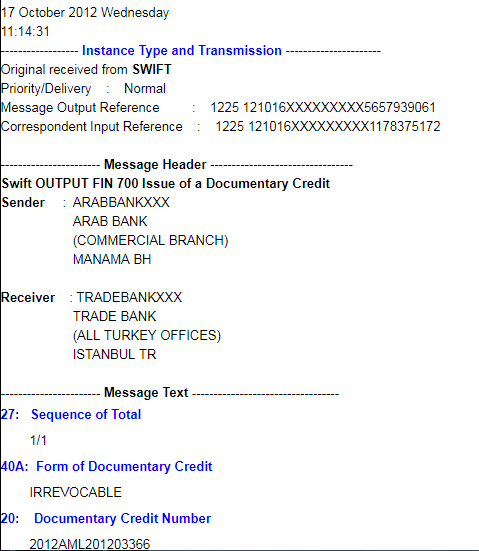 17 October 2012 Wednesday
11:14:31
------------------ Instance Type and Transmission ----------------------
Original received from SWIFT
Priority/Delivery : Normal
Message Output Reference : 1225 121016XXXXXXXXX5657939061
Correspondent Input Reference : 1225 121016XXXXXXXXX1178375172
----------------------- Message Header ---------------------------------
Swift OUTPUT FIN 700 Issue of a Documentary Credit
Sender : ARABBANKXXX
ARAB BANK
(COMMERCIAL BRANCH)
MANAMA BH
Receiver : TRADEBANKXXX
TRADE BANK
(ALL TURKEY OFFICES)
ISTANBUL TR
----------------------- Message Text ----------------------------------
27: Sequence of Total
1/1
40A: Form of Documentary Credit
IRREVOCABLE
20: Documentary Credit Number
2012AML201203366